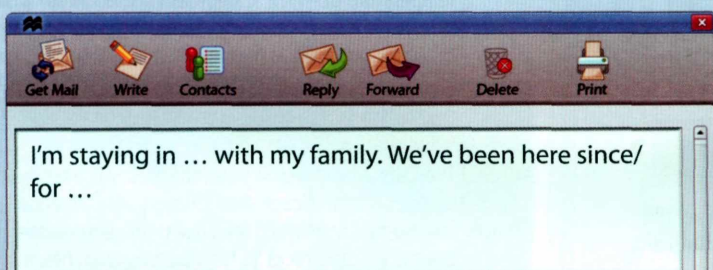 Get Mail Write Contacts Reply Forward Delete Print
I'm staying in … with my family. We've been here since/
for …